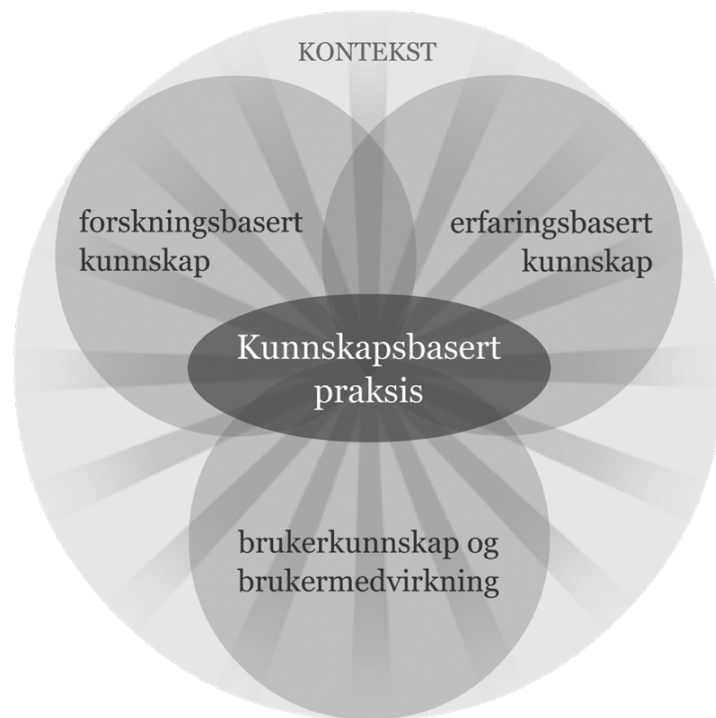 KONTEKST
forskningsbasert
kunnskap
erfaringsbasert
kunnskap
Kunnskapsbasert
praksis
brukerkunnskap og
brukermedvirkning